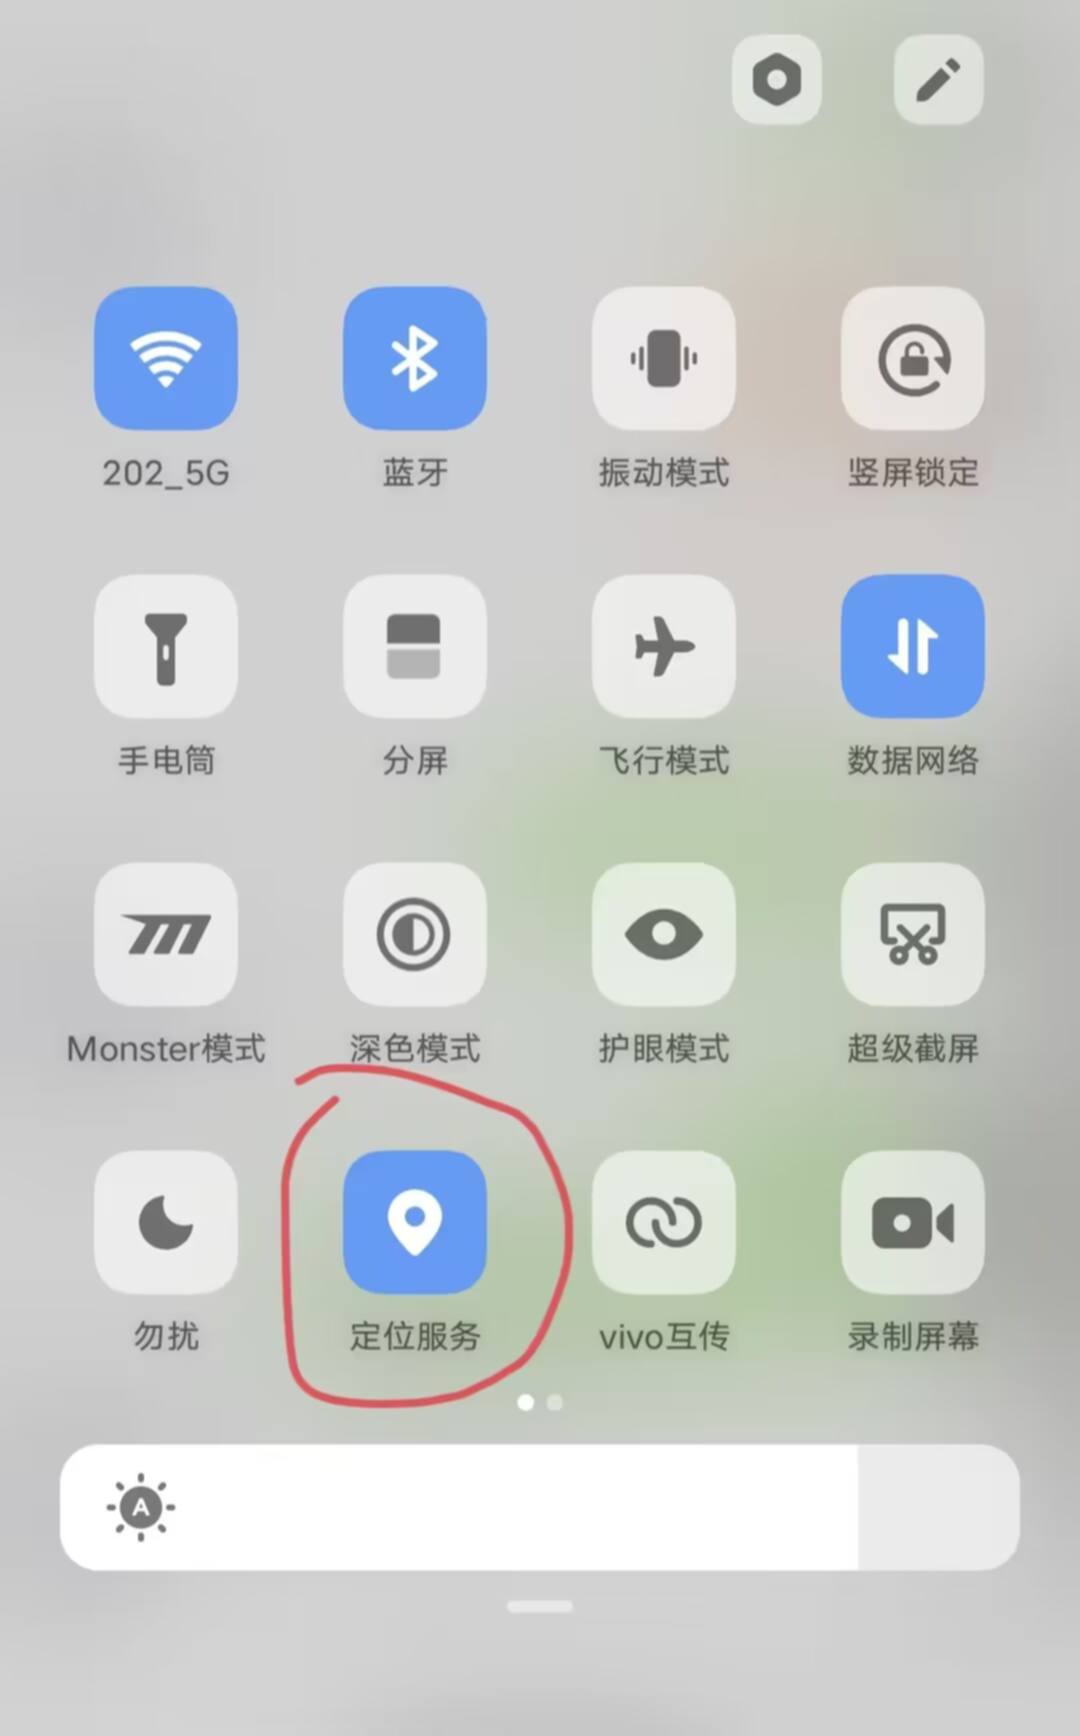 202_5G
蓝牙
振动模式
竖屏锁定
手电筒
分屏
飞行模式
数据网络
Monster模式
深色模式
护眼模式
超级截屏
勿扰
定位服务
vivo互传
录制屏幕
A